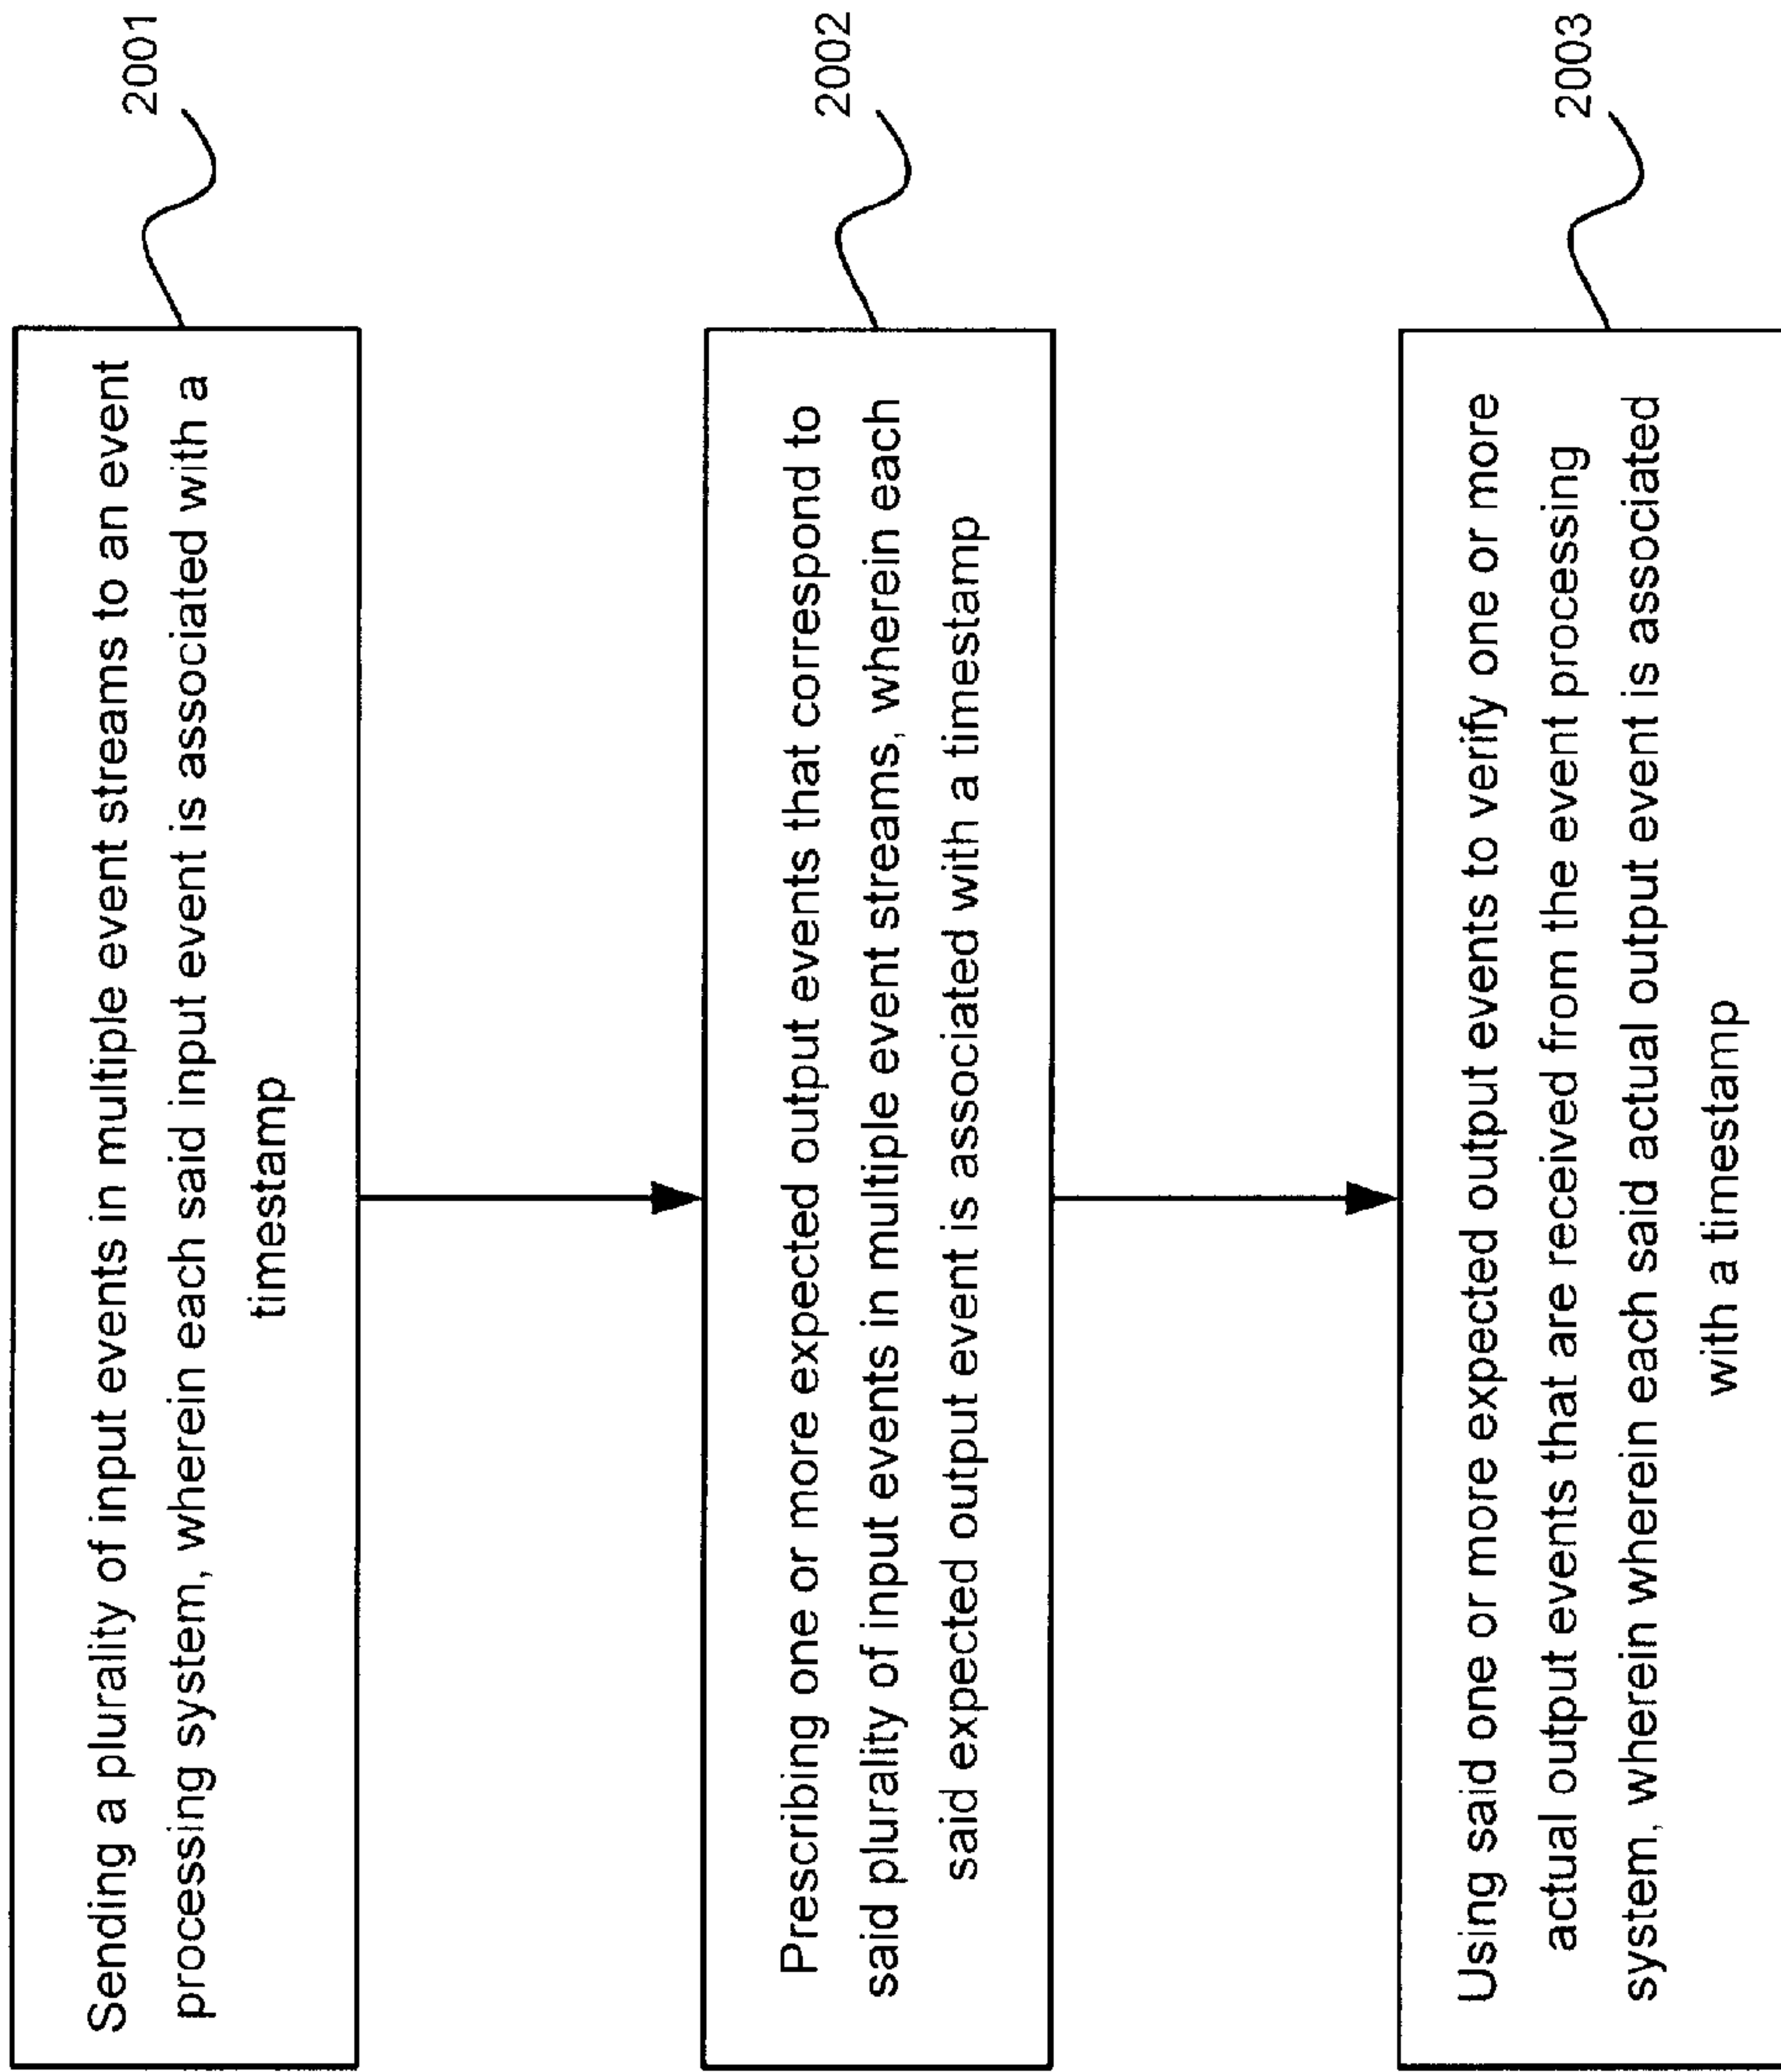 Sending a plurality of input events in multiple event streams to an event
processing system, wherein each said input event is associated with a
timestamp
2001
Prescribing one or more expected output events that correspond to
said plurality of input events in multiple event streams, wherein each
said expected output event is associated with a timestamp
2002
Using said one or more expected output events to verify one or more
actual output events that are received from the event processing
system, wherein wherein each said actual output event is associated
with a timestamp
2003